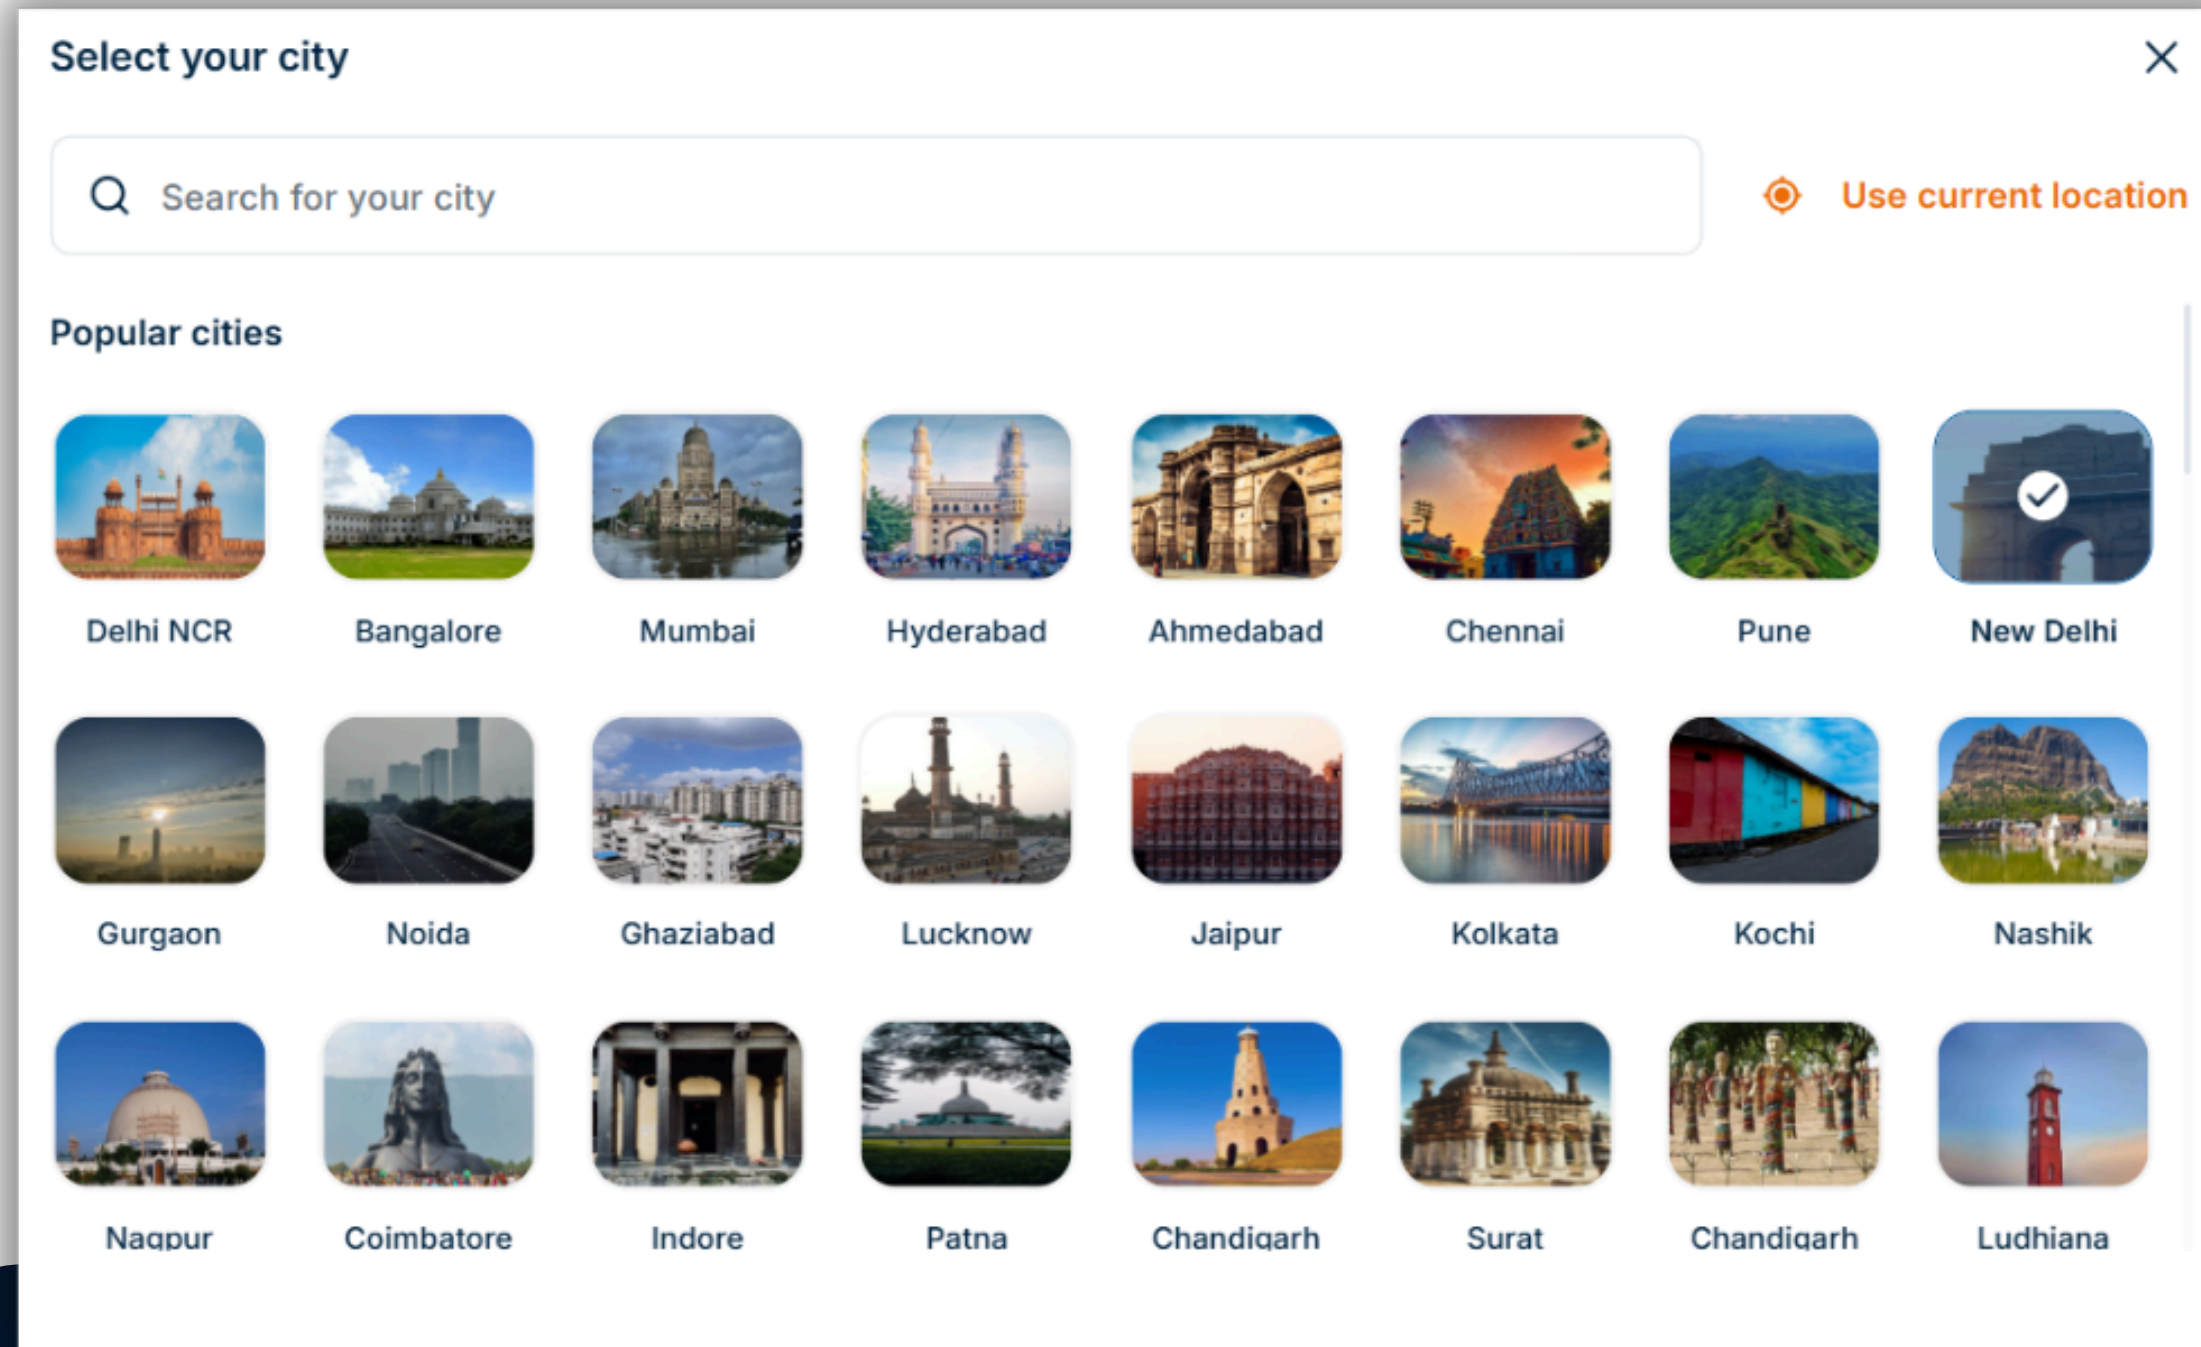 Select your city
Search for your city
Use current location
Popular cities
Delhi NCR Bangalore Mumbai Hyderabad Ahmedabad Chennai Pune New Delhi
Gurgaon Noida Ghaziabad Lucknow Jaipur Kolkata Kochi Nashik
Nagpur Coimbatore Indore Patna Chandigarh Surat Chandigarh Ludhiana